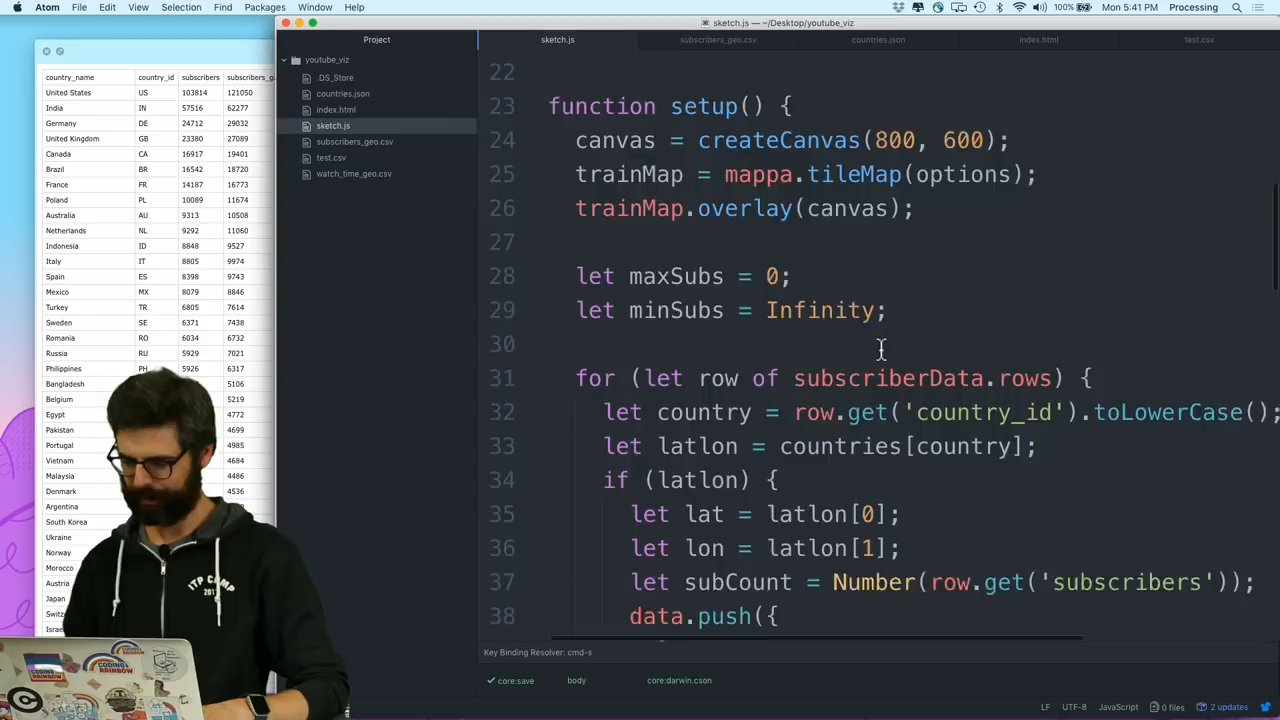 Atom File Edit View Selection Find Packages Window Help
100% Mon 5:41 PM Processing
sketch.js — ~/Desktop/youtube_viz
Project
sketch.js subscribers_geo.csv countries.json index.html test.csv
youtube_viz
.DS_Store
countries.json
index.html
sketch.js
subscribers_geo.csv
test.csv
watch_time_geo.csv
country_name country_id subscribers subscribers_ga
United States US 103814 121050
India IN 57516 62277
Germany DE 24712 29032
United Kingdom GB 23380 27089
Canada CA 16917 19401
Brazil BR 16542 18720
France FR 14187 16773
Poland PL 10089 11674
Australia AU 9313 10508
Netherlands NL 9292 11060
Indonesia ID 8848 9527
Italy IT 8805 9974
Spain ES 8398 9743
Mexico MX 8079 8846
Turkey TR 6805 7614
Sweden SE 6371 7438
Romania RO 6034 6732
Russia RU 5929 7021
Philippines PH 5926 6317
Bangladesh 5106
Belgium 5219
Egypt 4772
Pakistan 4699
Portugal 4985
Vietnam 4684
Malaysia 4486
Denmark 4536
Argentina
South Korea
Ukraine
Norway
Morocco
Austria
Japan
Switz
Israe
22
23 function setup() {
24 canvas = createCanvas(800, 600);
25 trainMap = mappa.tileMap(options);
26 trainMap.overlay(canvas);
27
28 let maxSubs = 0;
29 let minSubs = Infinity;
30
31 for (let row of subscriberData.rows) {
32 let country = row.get('country_id').toLowerCase();
33 let latlon = countries[country];
34 if (latlon) {
35 let lat = latlon[0];
36 let lon = latlon[1];
37 let subCount = Number(row.get('subscribers'));
38 data.push({
Key Binding Resolver: cmd-s
core:save body core:darwin.cson
LF UTF-8 JavaScript 0 files 2 updates
ITP CAMP
CODING RAINBOW